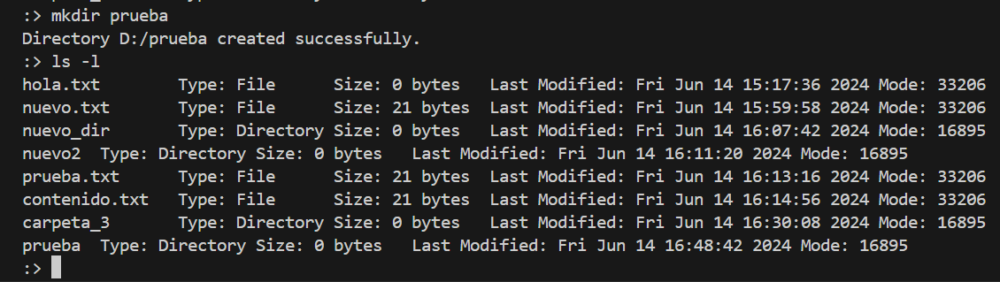 :> mkdir prueba
Directory D:/prueba created successfully.
:> ls -l
hola.txt        Type: File      Size: 0 bytes   Last Modified: Fri Jun 14 15:17:36 2024 Mode: 33206
nuevo.txt       Type: File      Size: 21 bytes  Last Modified: Fri Jun 14 15:59:58 2024 Mode: 33206
nuevo_dir       Type: Directory Size: 0 bytes   Last Modified: Fri Jun 14 16:07:42 2024 Mode: 16895
nuevo2  Type: Directory Size: 0 bytes   Last Modified: Fri Jun 14 16:11:20 2024 Mode: 16895
prueba.txt      Type: File      Size: 21 bytes  Last Modified: Fri Jun 14 16:13:16 2024 Mode: 33206
contenido.txt   Type: File      Size: 21 bytes  Last Modified: Fri Jun 14 16:14:56 2024 Mode: 33206
carpeta_3       Type: Directory Size: 0 bytes   Last Modified: Fri Jun 14 16:30:08 2024 Mode: 16895
prueba  Type: Directory Size: 0 bytes   Last Modified: Fri Jun 14 16:48:42 2024 Mode: 16895
:>